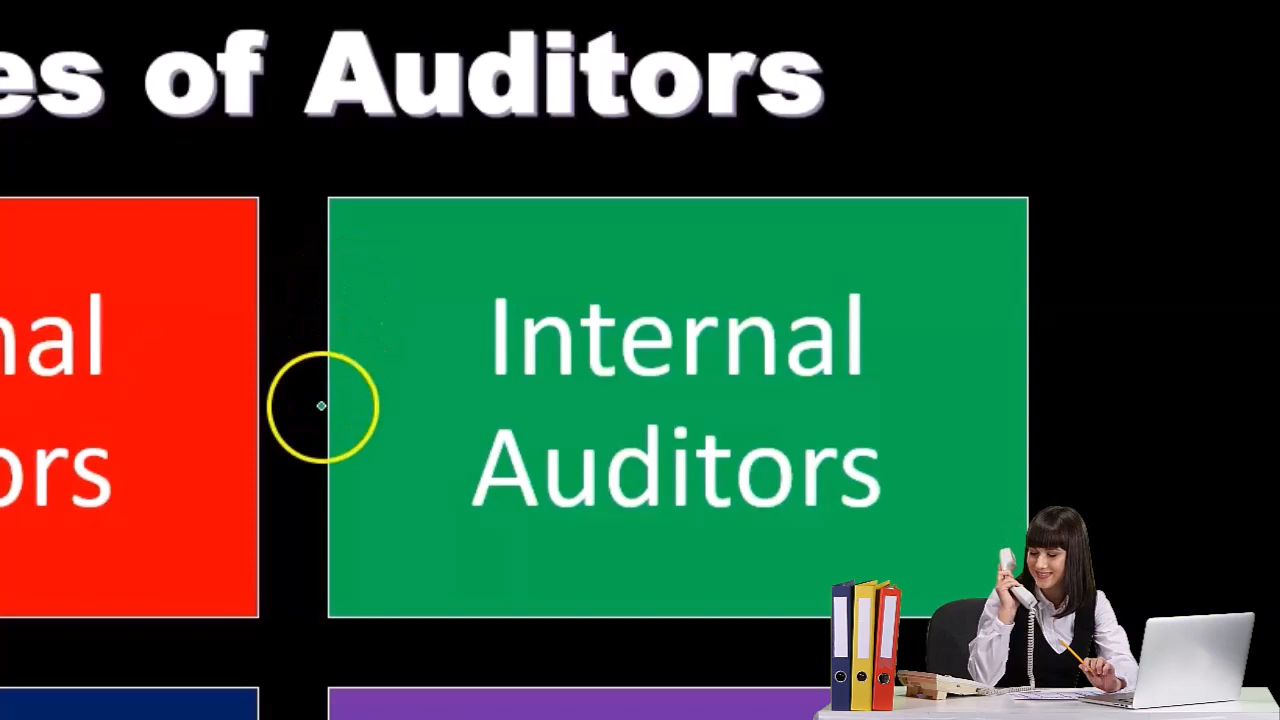 es of Auditors
nal
ors
Internal
Auditors